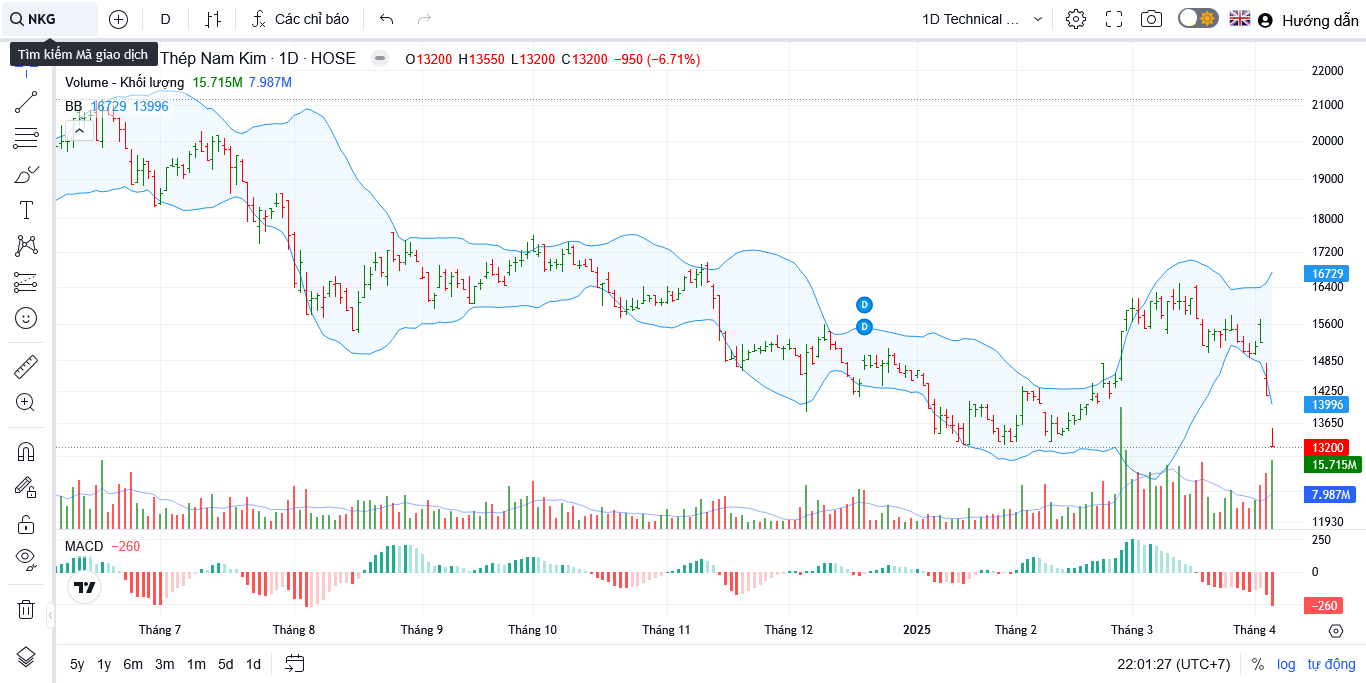 NKG
D
Các chỉ báo
1D Technical ...
Hướng dẫn
Tìm kiếm Mã giao dịch
Thép Nam Kim · 1D · HOSE
O13200 H13550 L13200 C13200 −950 (−6.71%)
Volume - Khối lượng 15.715M 7.987M
BB 16729 13996
22000
21000
20000
19000
18000
17200
16729
16400
15600
14850
14250
13996
13650
13200
15.715M
7.987M
11930
D
D
MACD −260
250
0
−260
Tháng 7
Tháng 8
Tháng 9
Tháng 10
Tháng 11
Tháng 12
2025
Tháng 2
Tháng 3
Tháng 4
5y 1y 6m 3m 1m 5d 1d
22:01:27 (UTC+7)
% log tự động